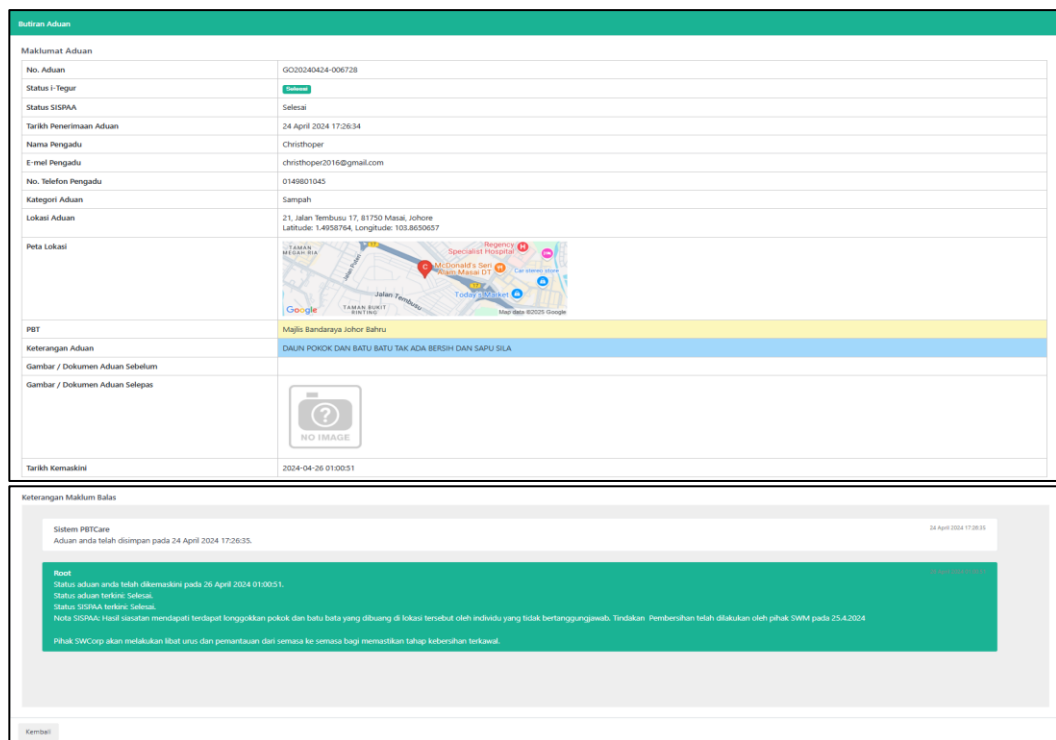 Butiran Aduan
Maklumat Aduan
No. Aduan GO20240424-006728
Status i-Tegur Selesai
Status SISPAA Selesai
Tarikh Penerimaan Aduan 24 April 2024 17:26:34
Nama Pengadu Christhoper
E-mel Pengadu christhoper2016@gmail.com
No. Telefon Pengadu 0149801045
Kategori Aduan Sampah
Lokasi Aduan 21, Jalan Tembusu 17, 81750 Masai, Johore
Latitude: 1.4958764, Longitude: 103.8650657
Peta Lokasi
TAMAN MEGAH RIA
17
Regency Specialist Hospital
H
Jalan
C
McDonald's Seri Alam Masai DT
Car stereo store
17
Jalan Tembusu
Today's Market
TAMAN BUKIT RINTING
Google
Map data ©2025 Google
PBT Majlis Bandaraya Johor Bahru
Keterangan Aduan DAUN POKOK DAN BATU BATU TAK ADA BERSIH DAN SAPU SILA
Gambar / Dokumen Aduan Sebelum
Gambar / Dokumen Aduan Selepas
NO IMAGE
Tarikh Kemaskini 2024-04-26 01:00:51
Keterangan Maklum Balas
Sistem PBTCare 24 April 2024 17:28:35
Aduan anda telah disimpan pada 24 April 2024 17:26:35.
Root
Status aduan anda telah dikemaskini pada 26 April 2024 01:00:51.
Status aduan terkini: Selesai.
Status SISPAA terkini: Selesai.
Nota SISPAA: Hasil siasatan mendapati terdapat longgokkan pokok dan batu bata yang dibuang di lokasi tersebut oleh individu yang tidak bertanggungjawab. Tindakan Pembersihan telah dilakukan oleh pihak SWM pada 25.4.2024
Pihak SWCorp akan melakukan libat urus dan pemantauan dari semasa ke semasa bagi memastikan tahap kebersihan terkawal.
Kembali